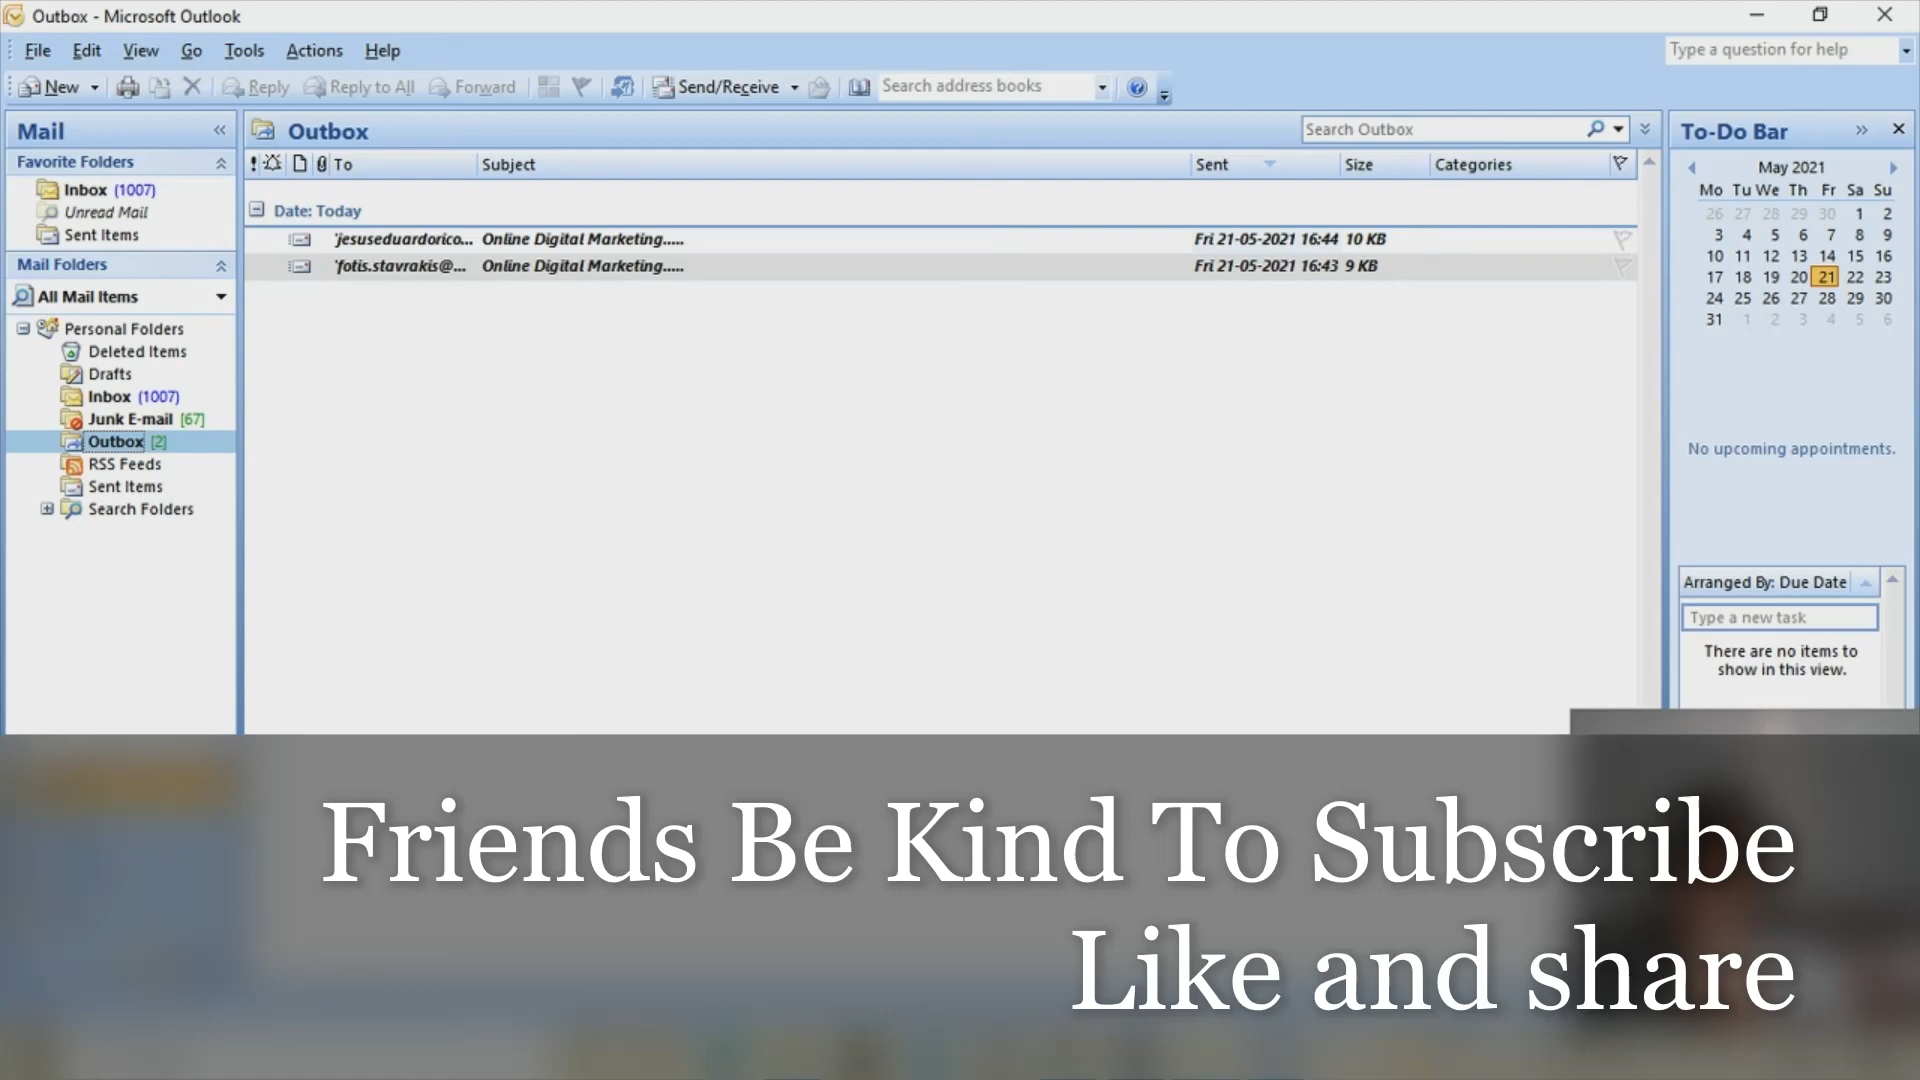 Outbox - Microsoft Outlook
File Edit View Go Tools Actions Help
Type a question for help
New Reply Reply to All Forward Send/Receive Search address books
Mail
Outbox
Search Outbox
To-Do Bar
Favorite Folders
Inbox (1007)
Unread Mail
Sent Items
Mail Folders
All Mail Items
Personal Folders
Deleted Items
Drafts
Inbox (1007)
Junk E-mail [67]
Outbox [2]
RSS Feeds
Sent Items
Search Folders
To Subject Sent Size Categories
Date: Today
'jesuseduardorico... Online Digital Marketing..... Fri 21-05-2021 16:44 10 KB
'fotis.stavrakis@... Online Digital Marketing..... Fri 21-05-2021 16:43 9 KB
May 2021
Mo Tu We Th Fr Sa Su
26 27 28 29 30 1 2
3 4 5 6 7 8 9
10 11 12 13 14 15 16
17 18 19 20 21 22 23
24 25 26 27 28 29 30
31 1 2 3 4 5 6
No upcoming appointments.
Arranged By: Due Date
Type a new task
There are no items to
show in this view.
Friends Be Kind To Subscribe
Like and share